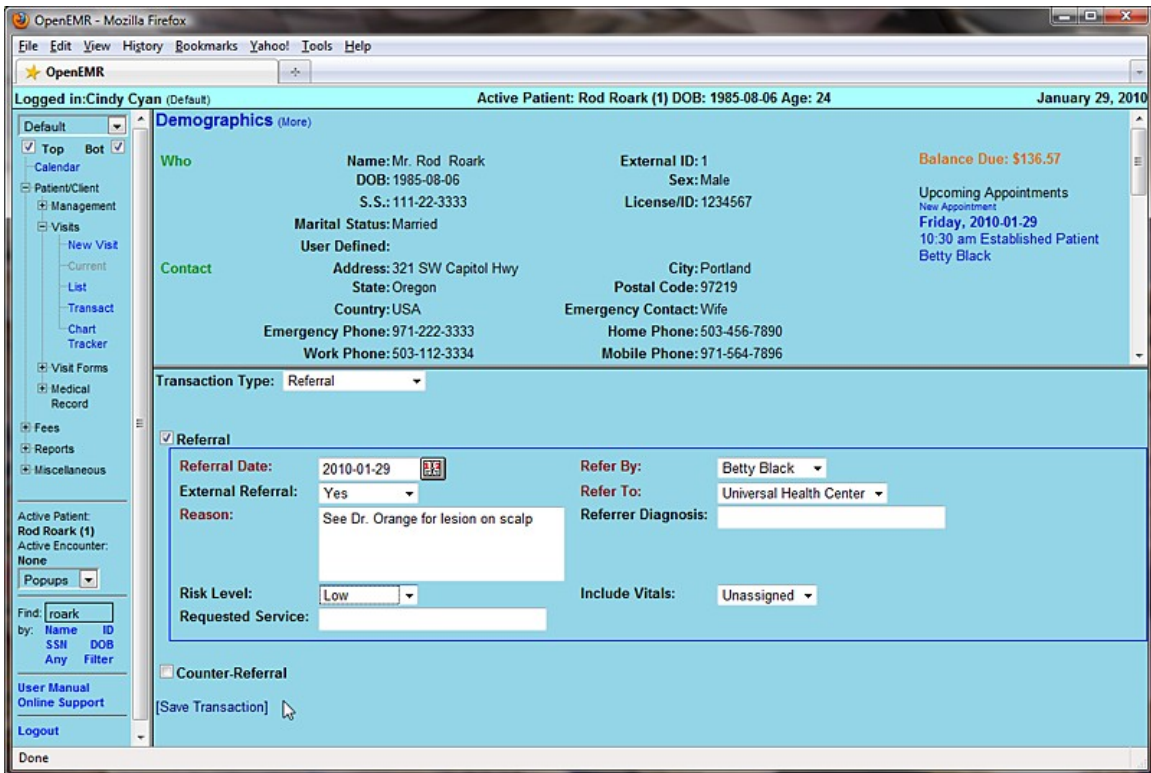 OpenEMR - Mozilla Firefox
File Edit View History Bookmarks Yahoo! Tools Help
OpenEMR
Logged in:Cindy Cyan (Default) Active Patient: Rod Roark (1) DOB: 1985-08-06 Age: 24 January 29, 2010
Default
Top Bot
Calendar
Patient/Client
Management
Visits
New Visit
Current
List
Transact
Chart
Tracker
Visit Forms
Medical
Record
Fees
Reports
Miscellaneous
Active Patient:
Rod Roark (1)
Active Encounter:
None
Popups
Find: roark
by: Name ID
SSN DOB
Any Filter
User Manual
Online Support
Logout
Demographics (More)
Who Name: Mr. Rod Roark External ID: 1
DOB: 1985-08-06 Sex: Male
S.S.: 111-22-3333 License/ID: 1234567
Marital Status: Married
User Defined:
Contact Address: 321 SW Capitol Hwy City: Portland
State: Oregon Postal Code: 97219
Country: USA Emergency Contact: Wife
Emergency Phone: 971-222-3333 Home Phone: 503-456-7890
Work Phone: 503-112-3334 Mobile Phone: 971-564-7896
Balance Due: $136.57
Upcoming Appointments
New Appointment
Friday, 2010-01-29
10:30 am Established Patient
Betty Black
Transaction Type: Referral
Referral
Referral Date: 2010-01-29 Refer By: Betty Black
External Referral: Yes Refer To: Universal Health Center
Reason: See Dr. Orange for lesion on scalp Referrer Diagnosis:
Risk Level: Low Include Vitals: Unassigned
Requested Service:
Counter-Referral
[Save Transaction]
Done